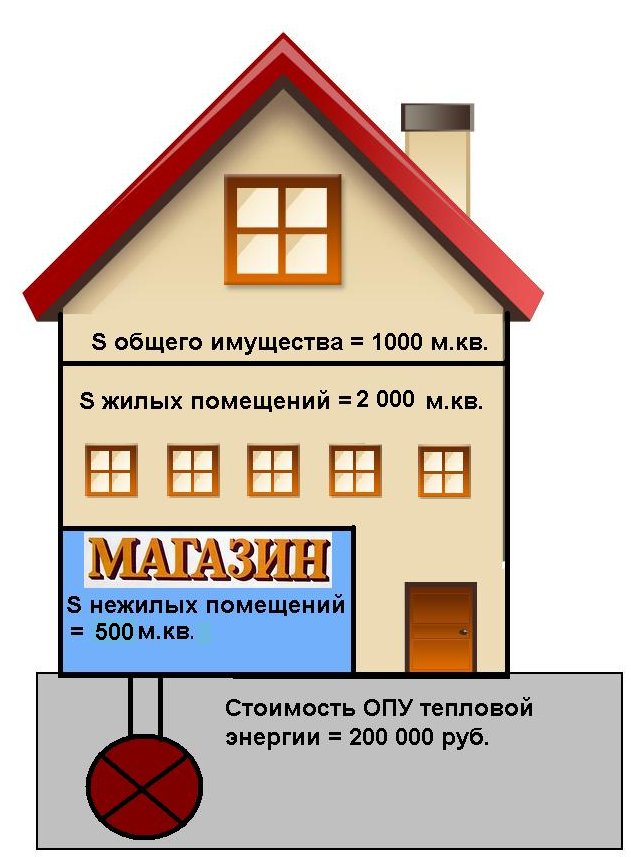 S общего имущества = 1000 м.кв.
S жилых помещений = 2 000 м.кв.
МАГАЗИН
S нежилых помещений
= 500 м.кв.
Стоимость ОПУ тепловой
энергии = 200 000 руб.